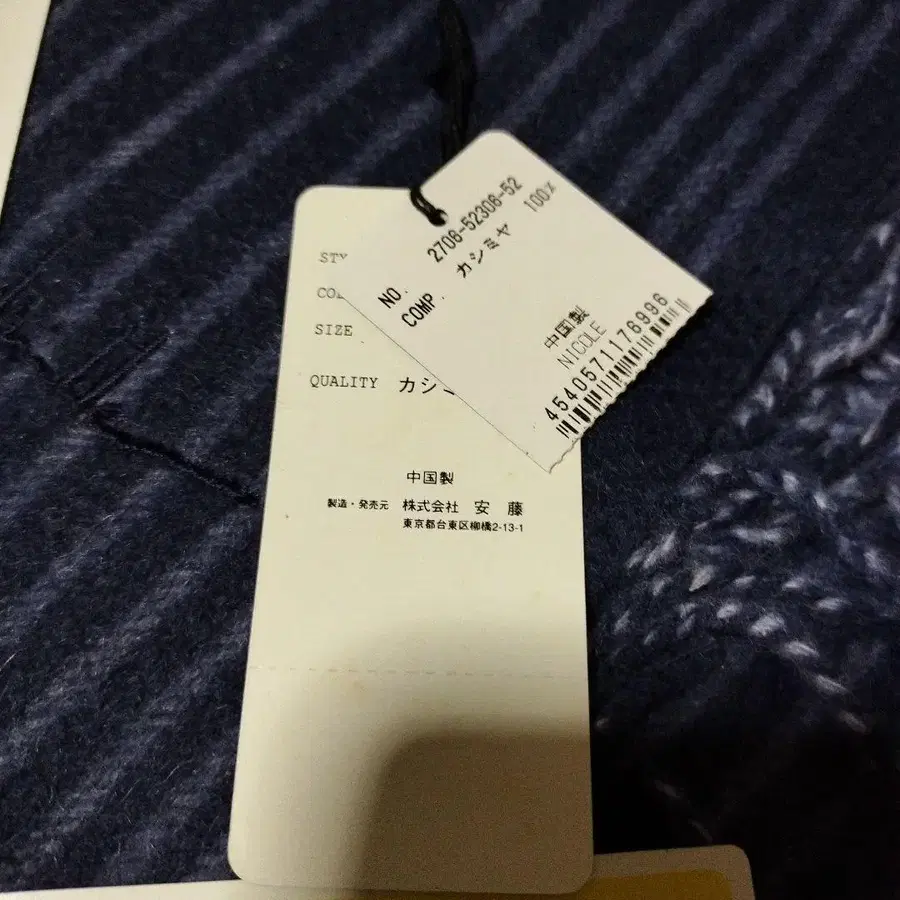 NO. 2706-52306-52
COMP. カシミヤ 100%
中国製
NICOLE
4540571176996
SIZE
QUALITY カシ
中国製
製造・発売元 株式会社 安藤
東京都台東区柳橋2-13-1